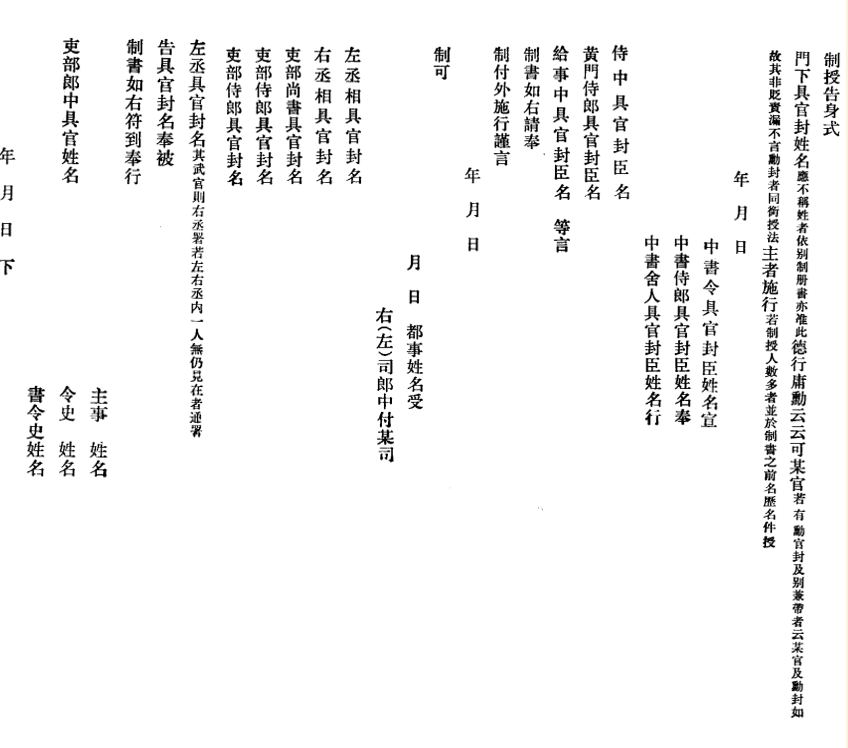 制授告身式
門下具官封姓名應不稱姓者依別制册書亦准此德行庸勳云云可某官若有勳官封及別兼帶者云某官及勳封如
故其非貶責漏不言勳封者同銜授法主者施行若制授人數多者並於制書之前名歷名件授
年月日
中書令具官封臣姓名宣
中書侍郎具官封臣姓名奉
中書舍人具官封臣姓名行
侍中具官封臣名
黃門侍郎具官封臣名
給事中具官封臣名 等言
制書如右請奉
制付外施行謹言
年月日
制可
月日 都事姓名受
右(左)司郎中付某司
左丞相具官封名
右丞相具官封名
吏部尚書具官封名
吏部侍郎具官封名
吏部侍郎具官封名
左丞具官封名其武官則右丞署若左右丞内一人無仍見在者通署
告具官封名奉被
制書如右符到奉行
主事 姓名
吏部郎中具官姓名
令史 姓名
書令史姓名
年月日下